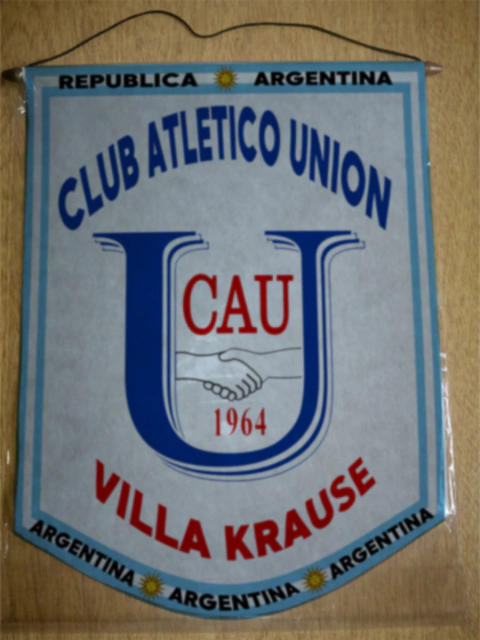 REPUBLICA ARGENTINA
CLUB ATLETICO UNION
U
CAU
1964
VILLA KRAUSE
ARGENTINA ARGENTINA ARGENTINA